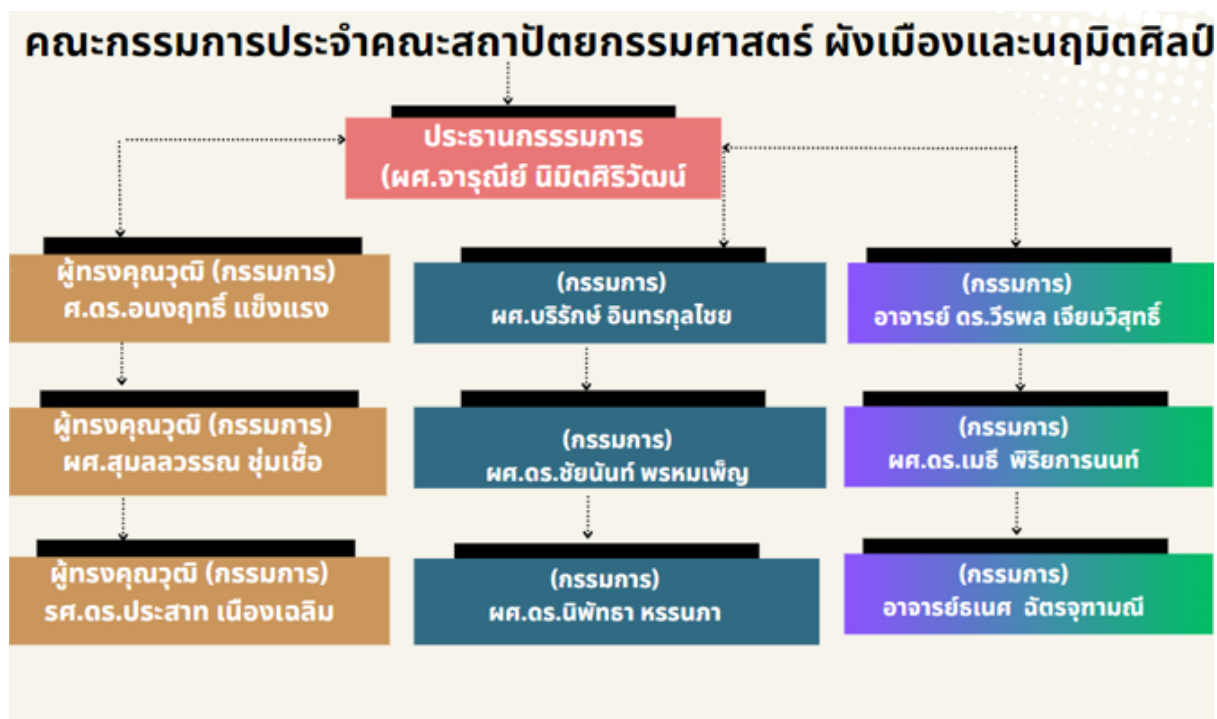 คณะกรรมการประจำคณะสถาปัตยกรรมศาสตร์ ผังเมืองและนฤมิตศิลป์
ประธานกรรรมการ
(ผศ.จารุณีย์ นิมิตศิริวัฒน์
ผู้ทรงคุณวุฒิ (กรรมการ)
ศ.ดร.อนงฤทธิ์ แข็งแรง
(กรรมการ)
ผศ.บริรักษ์ อินทรกุลไชย
(กรรมการ)
อาจารย์ ดร.วีรพล เจียมวิสุทธิ์
ผู้ทรงคุณวุฒิ (กรรมการ)
ผศ.สุมลลวรรณ ชุ่มเชื้อ
(กรรมการ)
ผศ.ดร.ชัยนันท์ พรหมเพ็ญ
(กรรมการ)
ผศ.ดร.เมธี พิริยการนนท์
ผู้ทรงคุณวุฒิ (กรรมการ)
รศ.ดร.ประสาท เนืองเฉลิม
(กรรมการ)
ผศ.ดร.นิพัทธา หรรนภา
(กรรมการ)
อาจารย์ธเนศ ฉัตรจุฑามณี